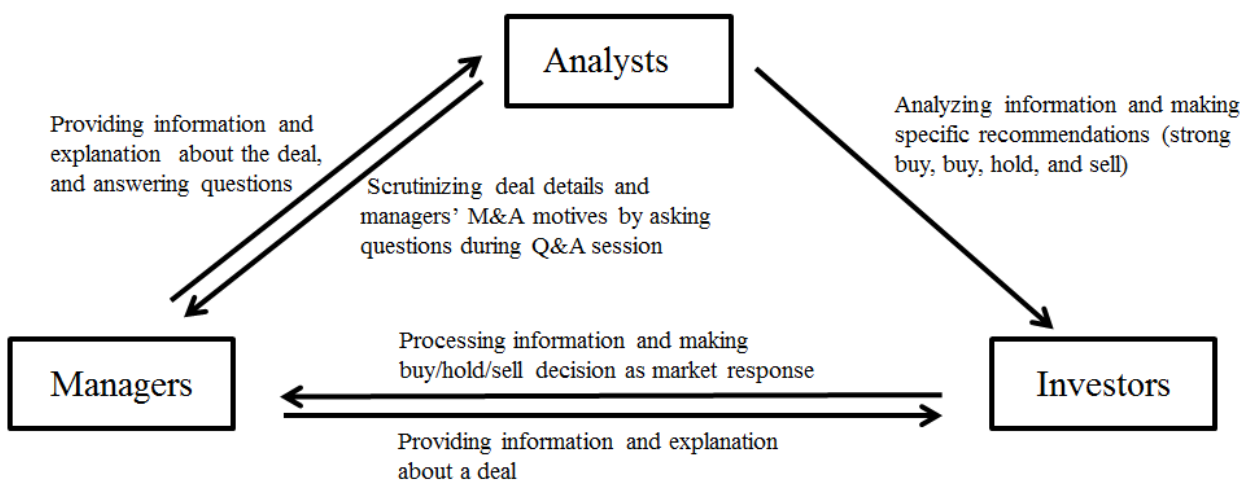 Analysts
Providing information and
explanation about the deal,
and answering questions
Analyzing information and making
specific recommendations (strong
buy, buy, hold, and sell)
Scrutinizing deal details and
managers’ M&A motives by asking
questions during Q&A session
Processing information and making
buy/hold/sell decision as market response
Managers
Investors
Providing information and explanation
about a deal